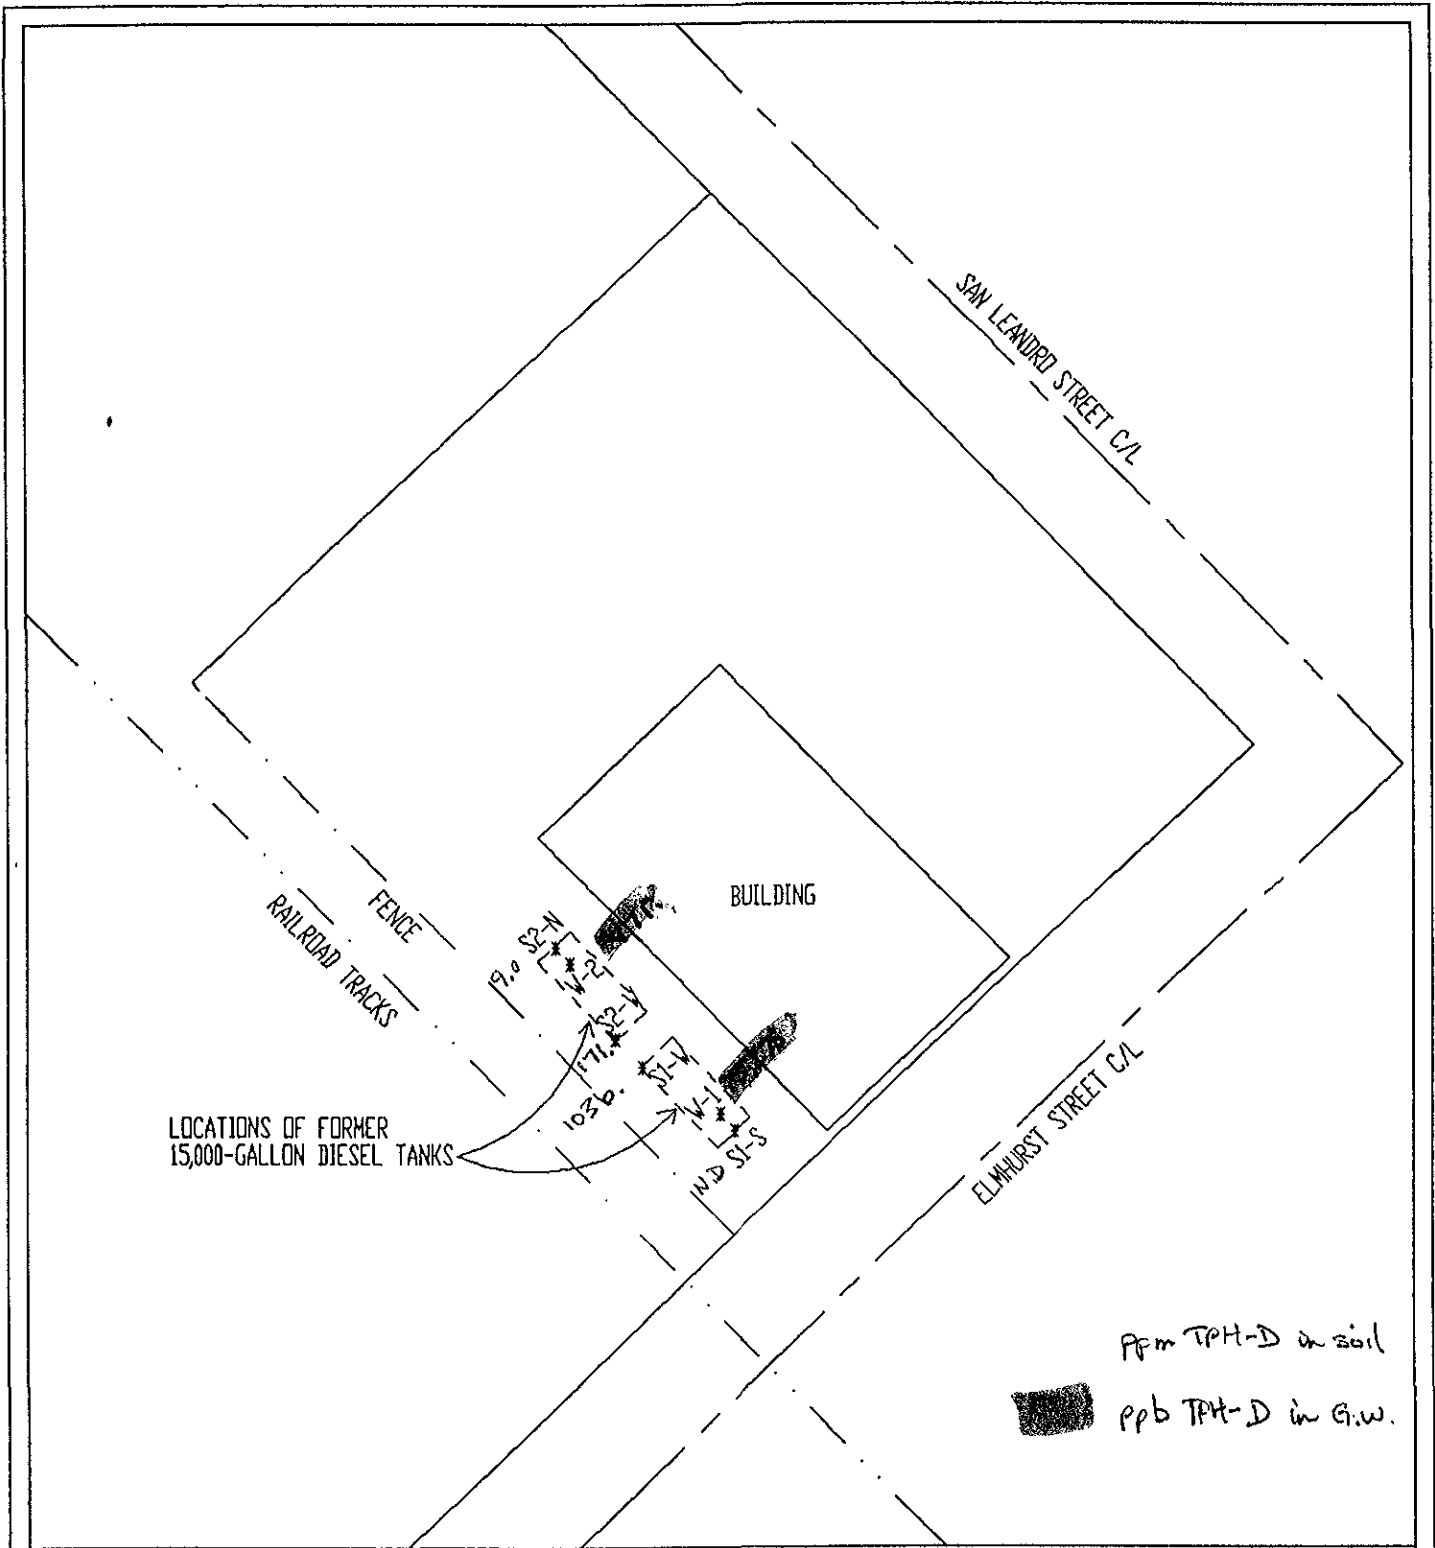 SAN LEANDRO STREET C/L
BUILDING
FENCE
RAILROAD TRACKS
S2-N
19.0
W-2
S2-W
171.
S1-W
1036.
W-1
ND S1-S
LOCATIONS OF FORMER
15,000-GALLON DIESEL TANKS
ELMHURST STREET C/L
ppm TPH-D in soil
ppb TPH-D in G.W.